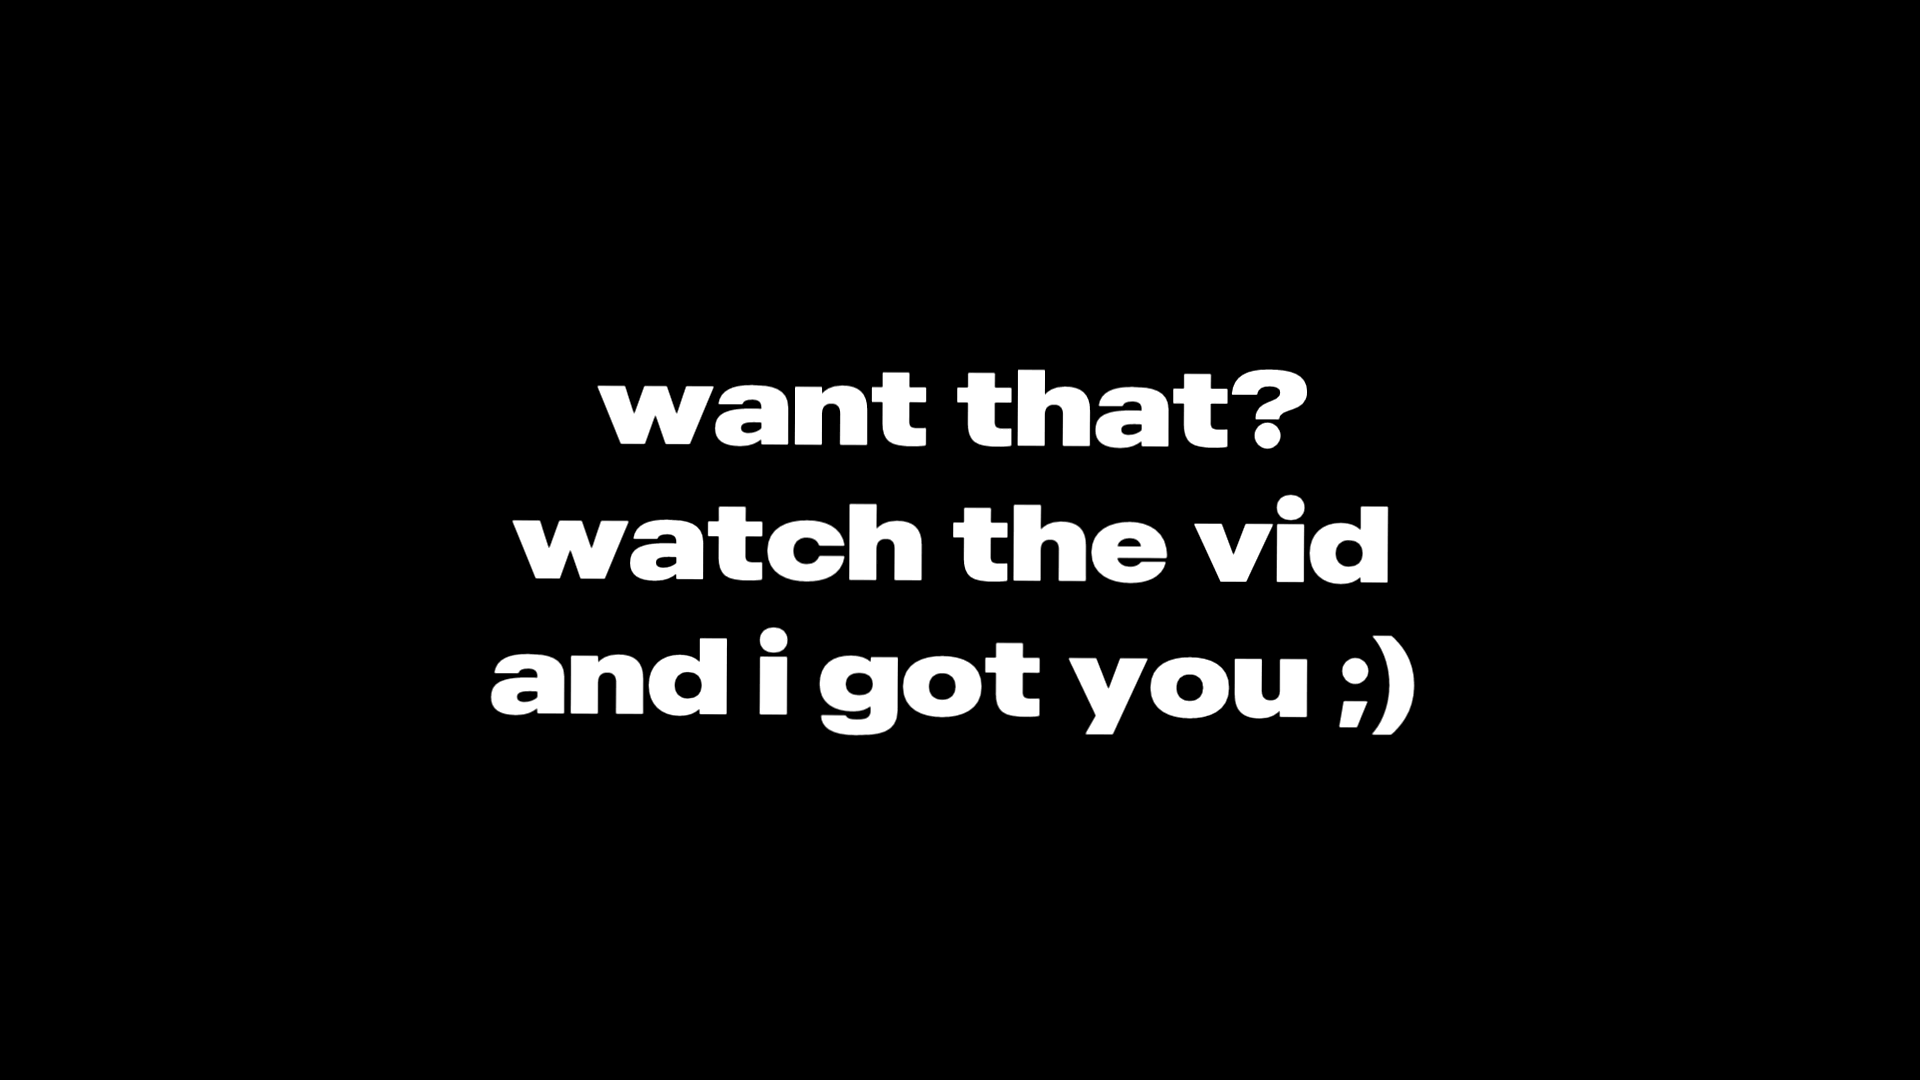 want that?
watch the vid
and i got you ;)